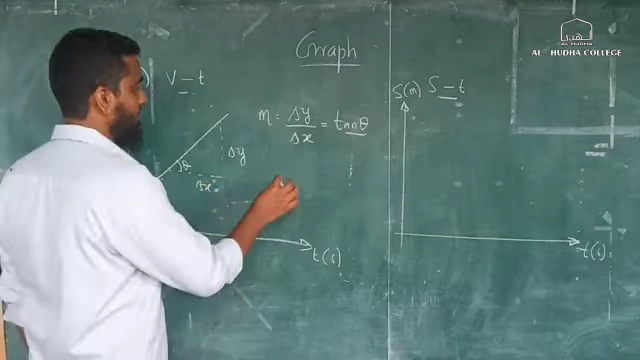 Graph
V - t
m = Δy/Δx = tanθ
θ
Δy
Δx
t(s)
S(m) S - t
t(s)
AL HUDHA COLLEGE